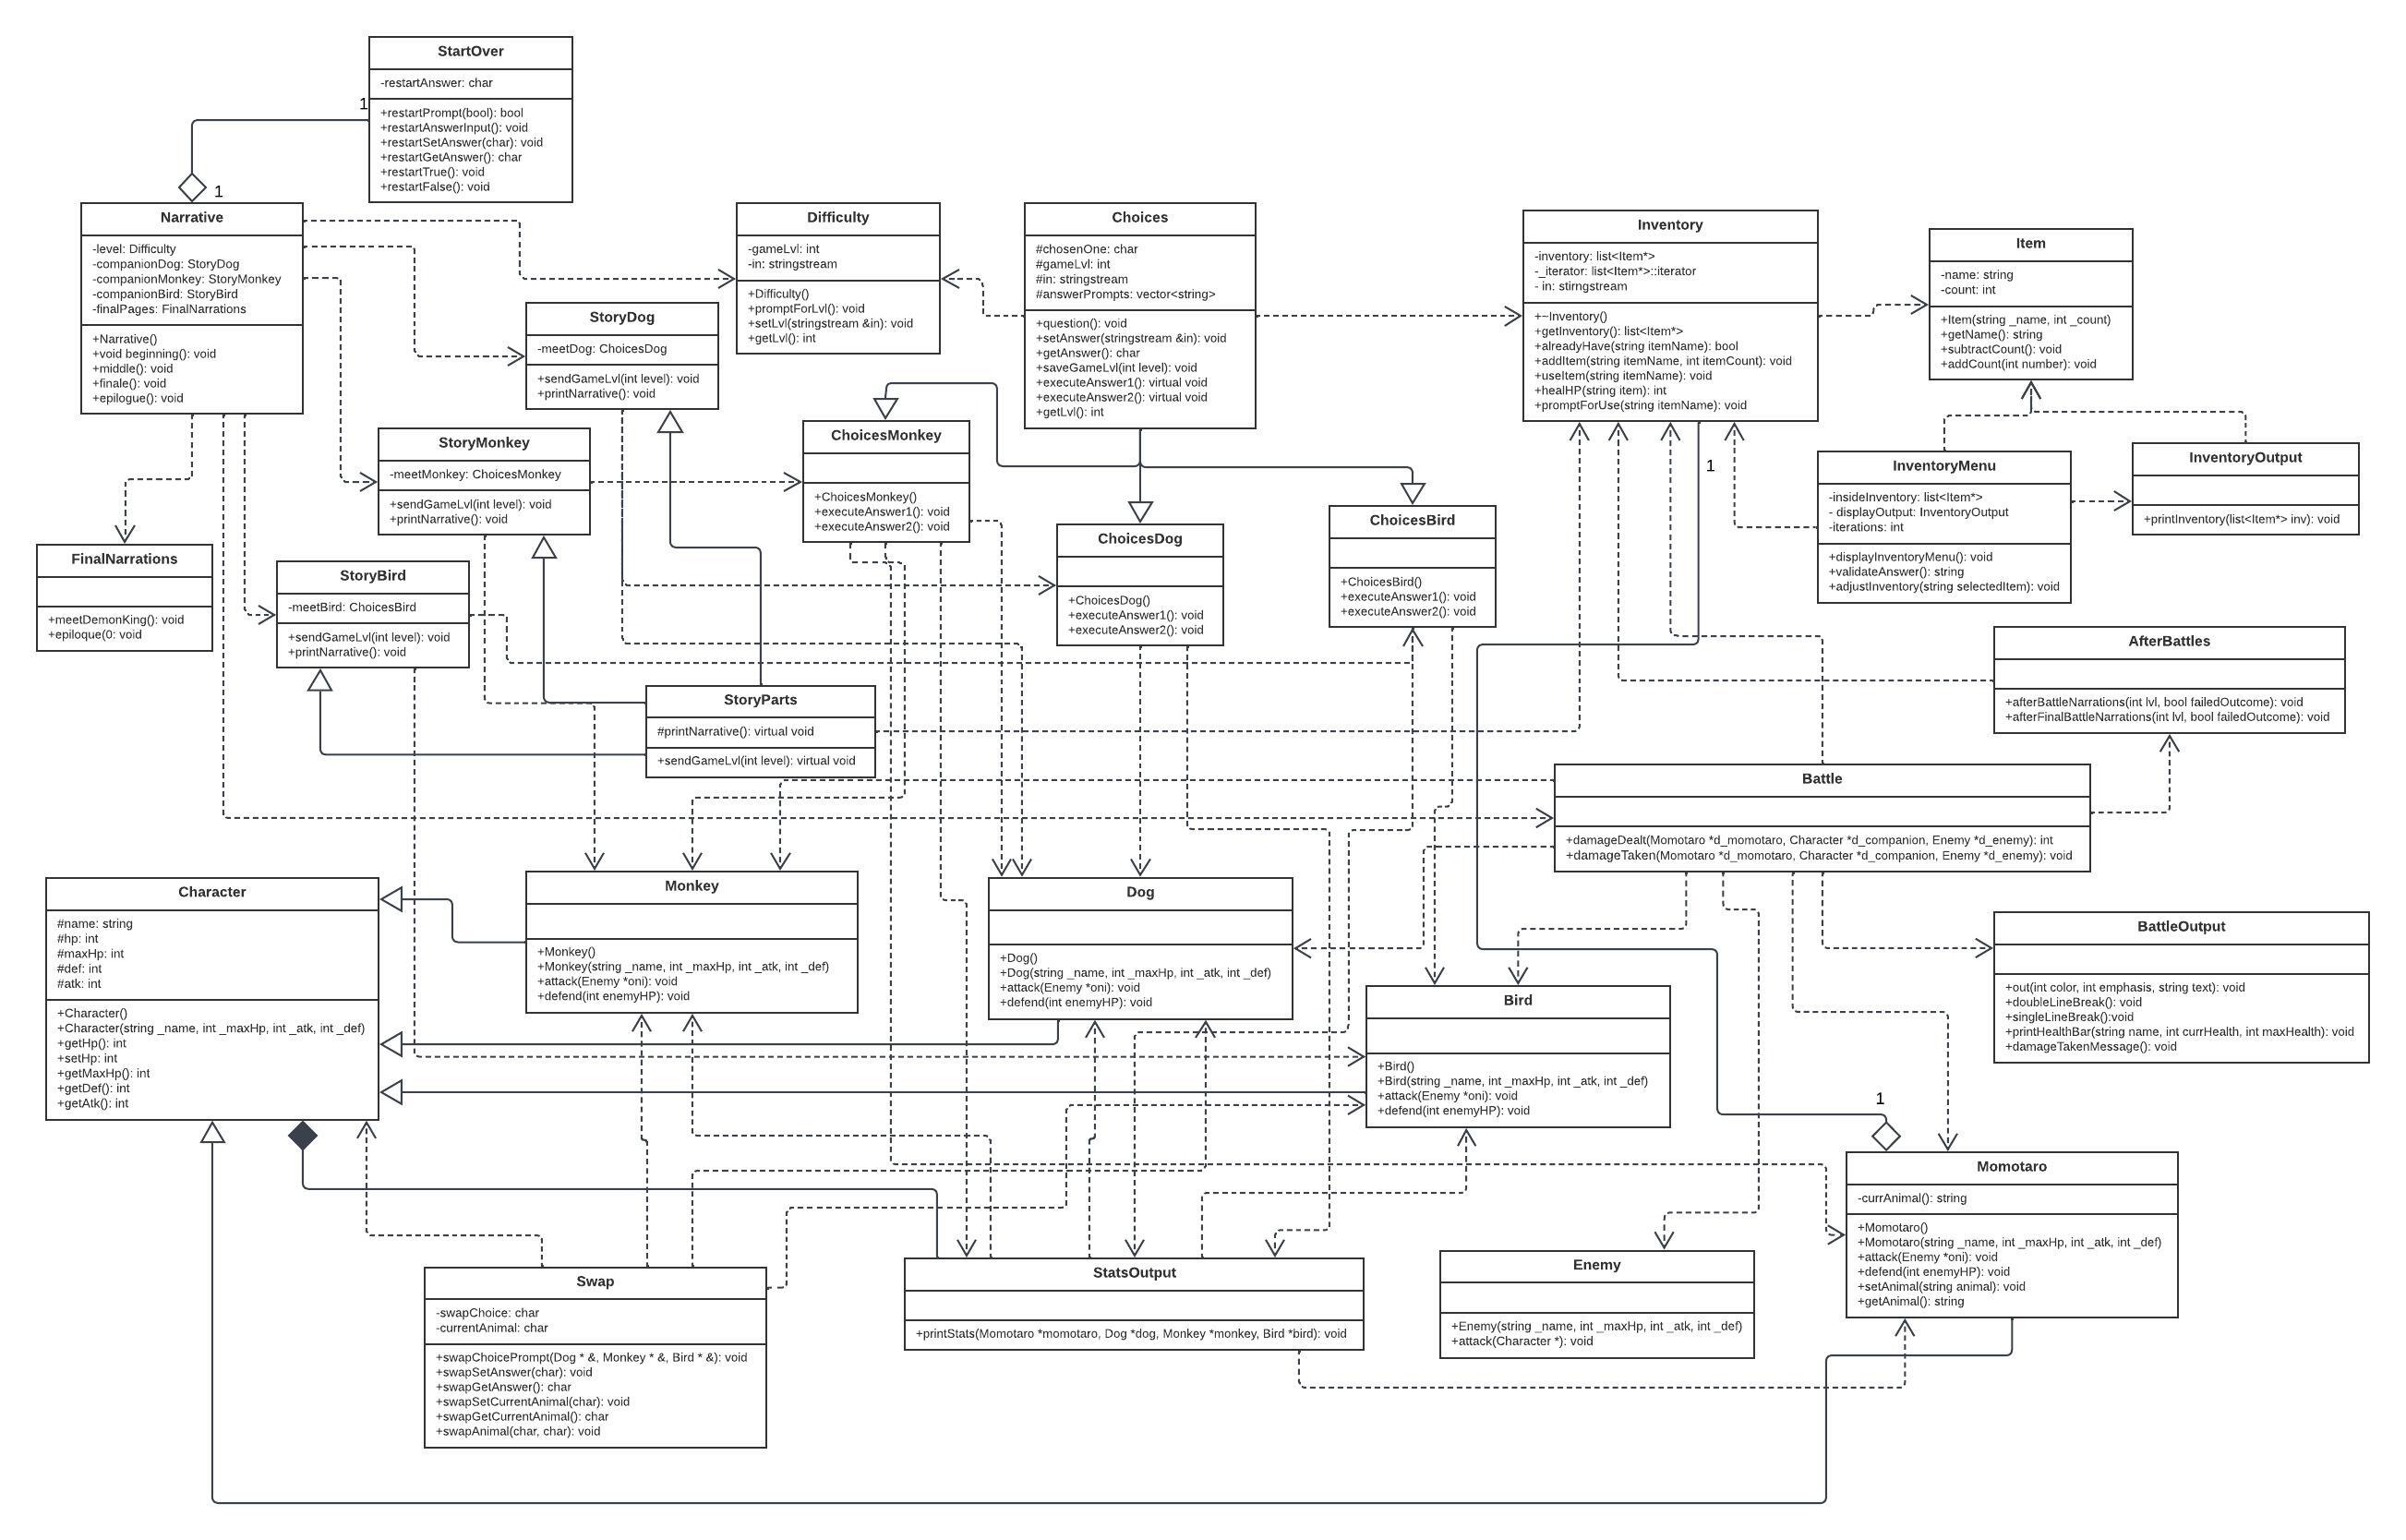 StartOver
-restartAnswer: char
+restartPrompt(bool): bool
+restartAnswerInput(): void
+restartSetAnswer(char): void
+restartGetAnswer(): char
+restartTrue(): void
+restartFalse(): void
1
1
Narrative
-level: Difficulty
-companionDog: StoryDog
-companionMonkey: StoryMonkey
-companionBird: StoryBird
-finalPages: FinalNarrations
+Narrative()
+void beginning(): void
+middle(): void
+finale(): void
+epilogue(): void
Difficulty
-gameLvl: int
-in: stringstream
+Difficulty()
+promptForLvl(): void
+setLvl(stringstream &in): void
+getLvl(): int
Choices
#chosenOne: char
#gameLvl: int
#in: stringstream
#answerPrompts: vector<string>
+question(): void
+setAnswer(stringstream &in): void
+getAnswer(): char
+saveGameLvl(int level): void
+executeAnswer1(): virtual void
+executeAnswer2(): virtual void
+getLvl(): int
Inventory
-inventory: list<Item*>
-_iterator: list<Item*>::iterator
- in: stirngstream
+~Inventory()
+getInventory(): list<Item*>
+alreadyHave(string itemName): bool
+addItem(string itemName, int itemCount): void
+useItem(string itemName): void
+healHP(string item): int
+promptForUse(string itemName): void
1
Item
-name: string
-count: int
+Item(string _name, int _count)
+getName(): string
+subtractCount(): void
+addCount(int number): void
StoryDog
-meetDog: ChoicesDog
+sendGameLvl(int level): void
+printNarrative(): void
StoryMonkey
-meetMonkey: ChoicesMonkey
+sendGameLvl(int level): void
+printNarrative(): void
ChoicesMonkey
+ChoicesMonkey()
+executeAnswer1(): void
+executeAnswer2(): void
ChoicesDog
+ChoicesDog()
+executeAnswer1(): void
+executeAnswer2(): void
ChoicesBird
+ChoicesBird()
+executeAnswer1(): void
+executeAnswer2(): void
InventoryMenu
-insideInventory: list<Item*>
- displayOutput: InventoryOutput
-iterations: int
+displayInventoryMenu(): void
+validateAnswer(): string
+adjustInventory(string selectedItem): void
InventoryOutput
+printInventory(list<Item*> inv): void
FinalNarrations
+meetDemonKing(): void
+epiloque(0: void
StoryBird
-meetBird: ChoicesBird
+sendGameLvl(int level): void
+printNarrative(): void
StoryParts
#printNarrative(): virtual void
+sendGameLvl(int level): virtual void
AfterBattles
+afterBattleNarrations(int lvl, bool failedOutcome): void
+afterFinalBattleNarrations(int lvl, bool failedOutcome): void
Battle
+damageDealt(Momotaro *d_momotaro, Character *d_companion, Enemy *d_enemy): int
+damageTaken(Momotaro *d_momotaro, Character *d_companion, Enemy *d_enemy): void
Character
#name: string
#hp: int
#maxHp: int
#def: int
#atk: int
+Character()
+Character(string _name, int _maxHp, int _atk, int _def)
+getHp(): int
+setHp: int
+getMaxHp(): int
+getDef(): int
+getAtk(): int
Monkey
+Monkey()
+Monkey(string _name, int _maxHp, int _atk, int _def)
+attack(Enemy *oni): void
+defend(int enemyHP): void
Dog
+Dog()
+Dog(string _name, int _maxHp, int _atk, int _def)
+attack(Enemy *oni): void
+defend(int enemyHP): void
Bird
+Bird()
+Bird(string _name, int _maxHp, int _atk, int _def)
+attack(Enemy *oni): void
+defend(int enemyHP): void
BattleOutput
+out(int color, int emphasis, string text): void
+doubleLineBreak(): void
+singleLineBreak():void
+printHealthBar(string name, int currHealth, int maxHealth): void
+damageTakenMessage(): void
1
Momotaro
-currAnimal(): string
+Momotaro()
+Momotaro(string _name, int _maxHp, int _atk, int _def)
+attack(Enemy *oni): void
+defend(int enemyHP): void
+setAnimal(string animal): void
+getAnimal(): string
Swap
-swapChoice: char
-currentAnimal: char
+swapChoicePrompt(Dog * &, Monkey * &, Bird * &): void
+swapSetAnswer(char): void
+swapGetAnswer(): char
+swapSetCurrentAnimal(char): void
+swapGetCurrentAnimal(): char
+swapAnimal(char, char): void
StatsOutput
+printStats(Momotaro *momotaro, Dog *dog, Monkey *monkey, Bird *bird): void
Enemy
+Enemy(string _name, int _maxHp, int _atk, int _def)
+attack(Character *): void